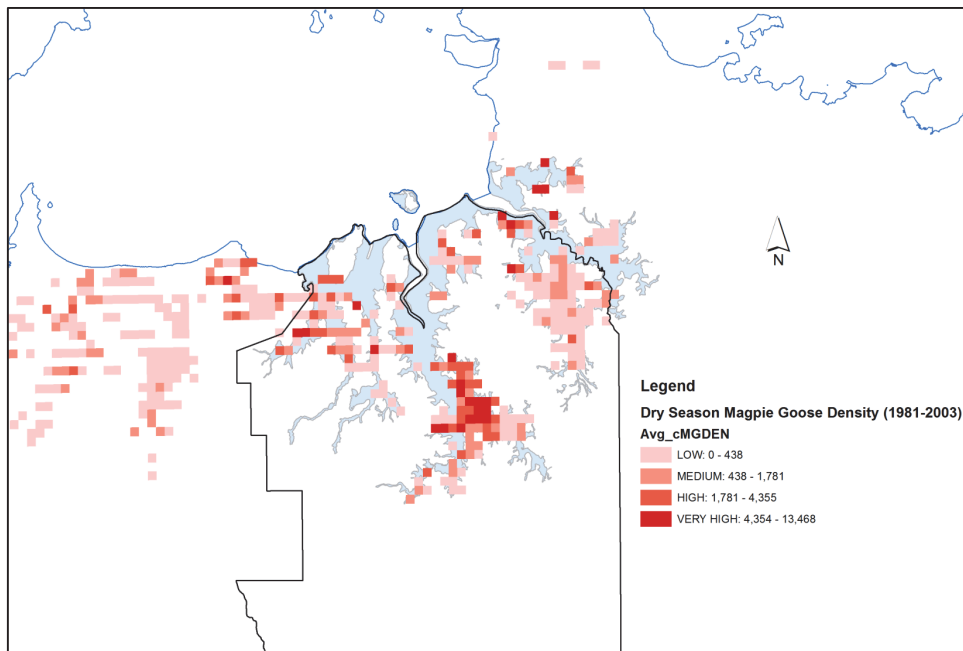 N
Legend
Dry Season Magpie Goose Density (1981-2003)
Avg_cMGDEN
LOW: 0 - 438
MEDIUM: 438 - 1,781
HIGH: 1,781 - 4,355
VERY HIGH: 4,354 - 13,468